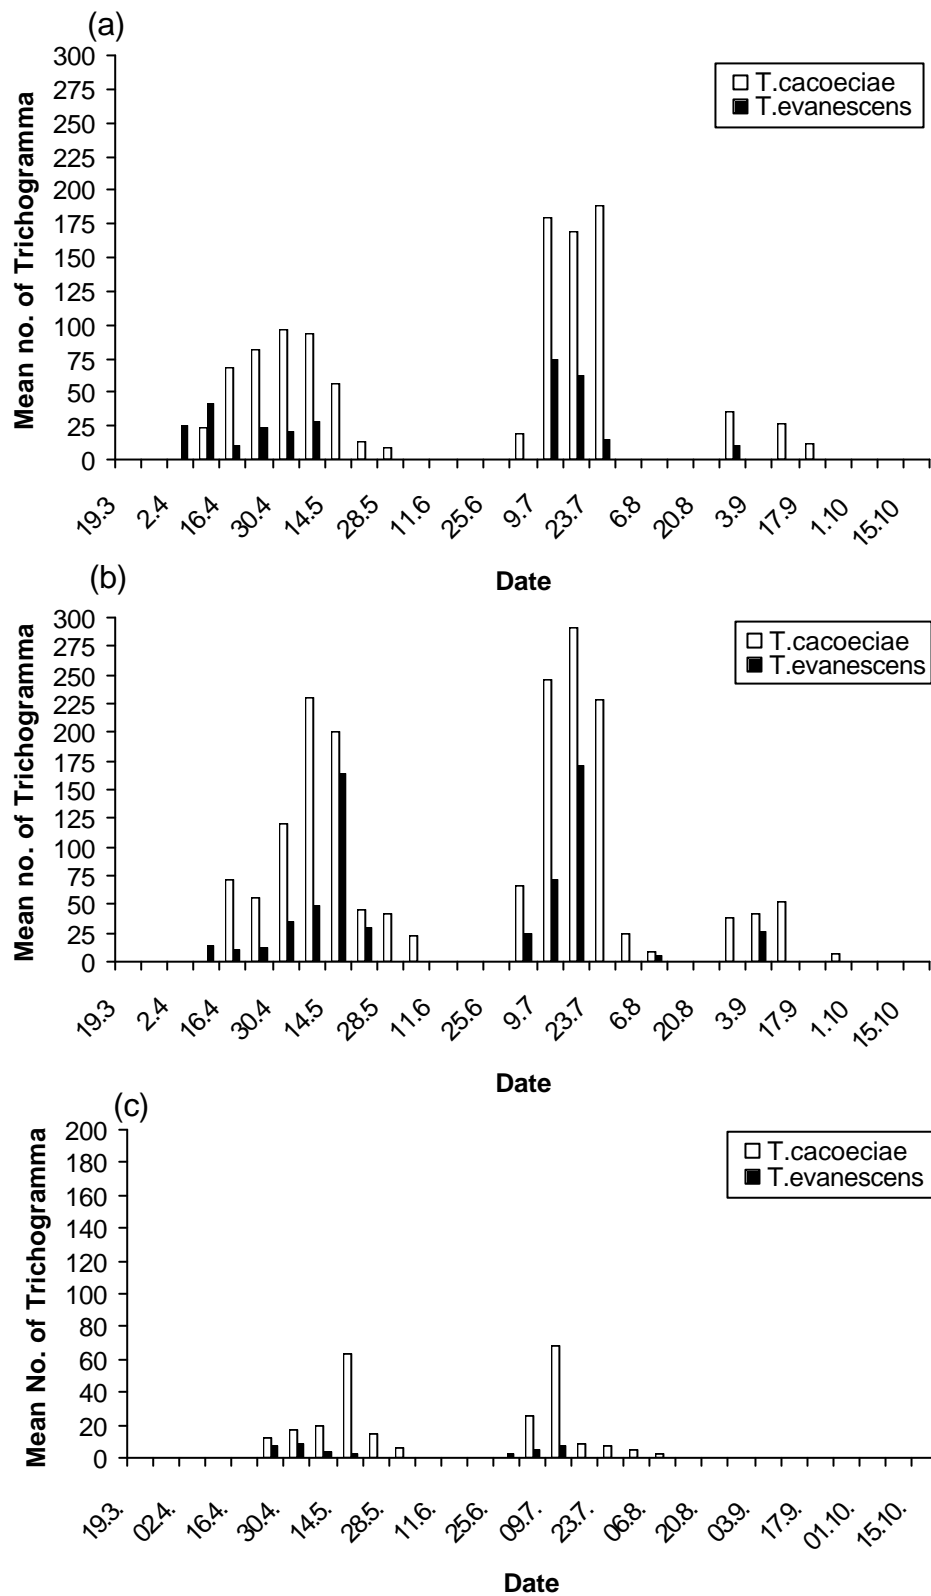 (a)
300
275
250
225
200
175
150
125
100
75
50
25
0
Mean no. of Trichogramma
T.cacoeciae
T.evanescens
19.3 2.4 16.4 30.4 14.5 28.5 11.6 25.6 9.7 23.7 6.8 20.8 3.9 17.9 1.10 15.10
Date
(b)
300
275
250
225
200
175
150
125
100
75
50
25
0
Mean no. of Trichogramma
T.cacoeciae
T.evanescens
19.3 2.4 16.4 30.4 14.5 28.5 11.6 25.6 9.7 23.7 6.8 20.8 3.9 17.9 1.10 15.10
Date
(c)
200
180
160
140
120
100
80
60
40
20
0
Mean No. of Trichogramma
T.cacoeciae
T.evanescens
19.3. 02.4. 16.4. 30.4. 14.5. 28.5. 11.6. 25.6. 09.7. 23.7. 06.8. 20.8. 03.9. 17.9. 01.10. 15.10.
Date